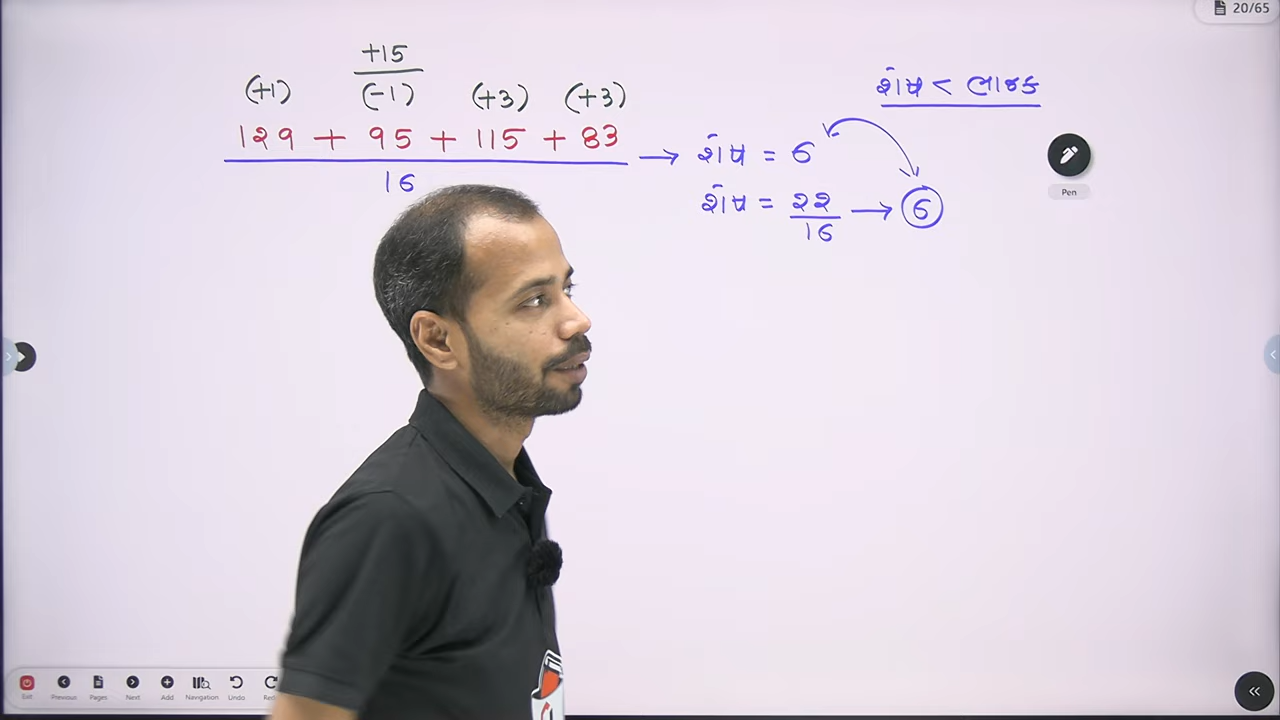 20/65
+15
(+1) (-1) (+3) (+3)
129 + 95 + 115 + 83
16
→ શેષ = 6
શેષ = 22/16 → 6
શેષ < ભાજક
Pen
Exit Previous Pages Next Add Navigation Undo